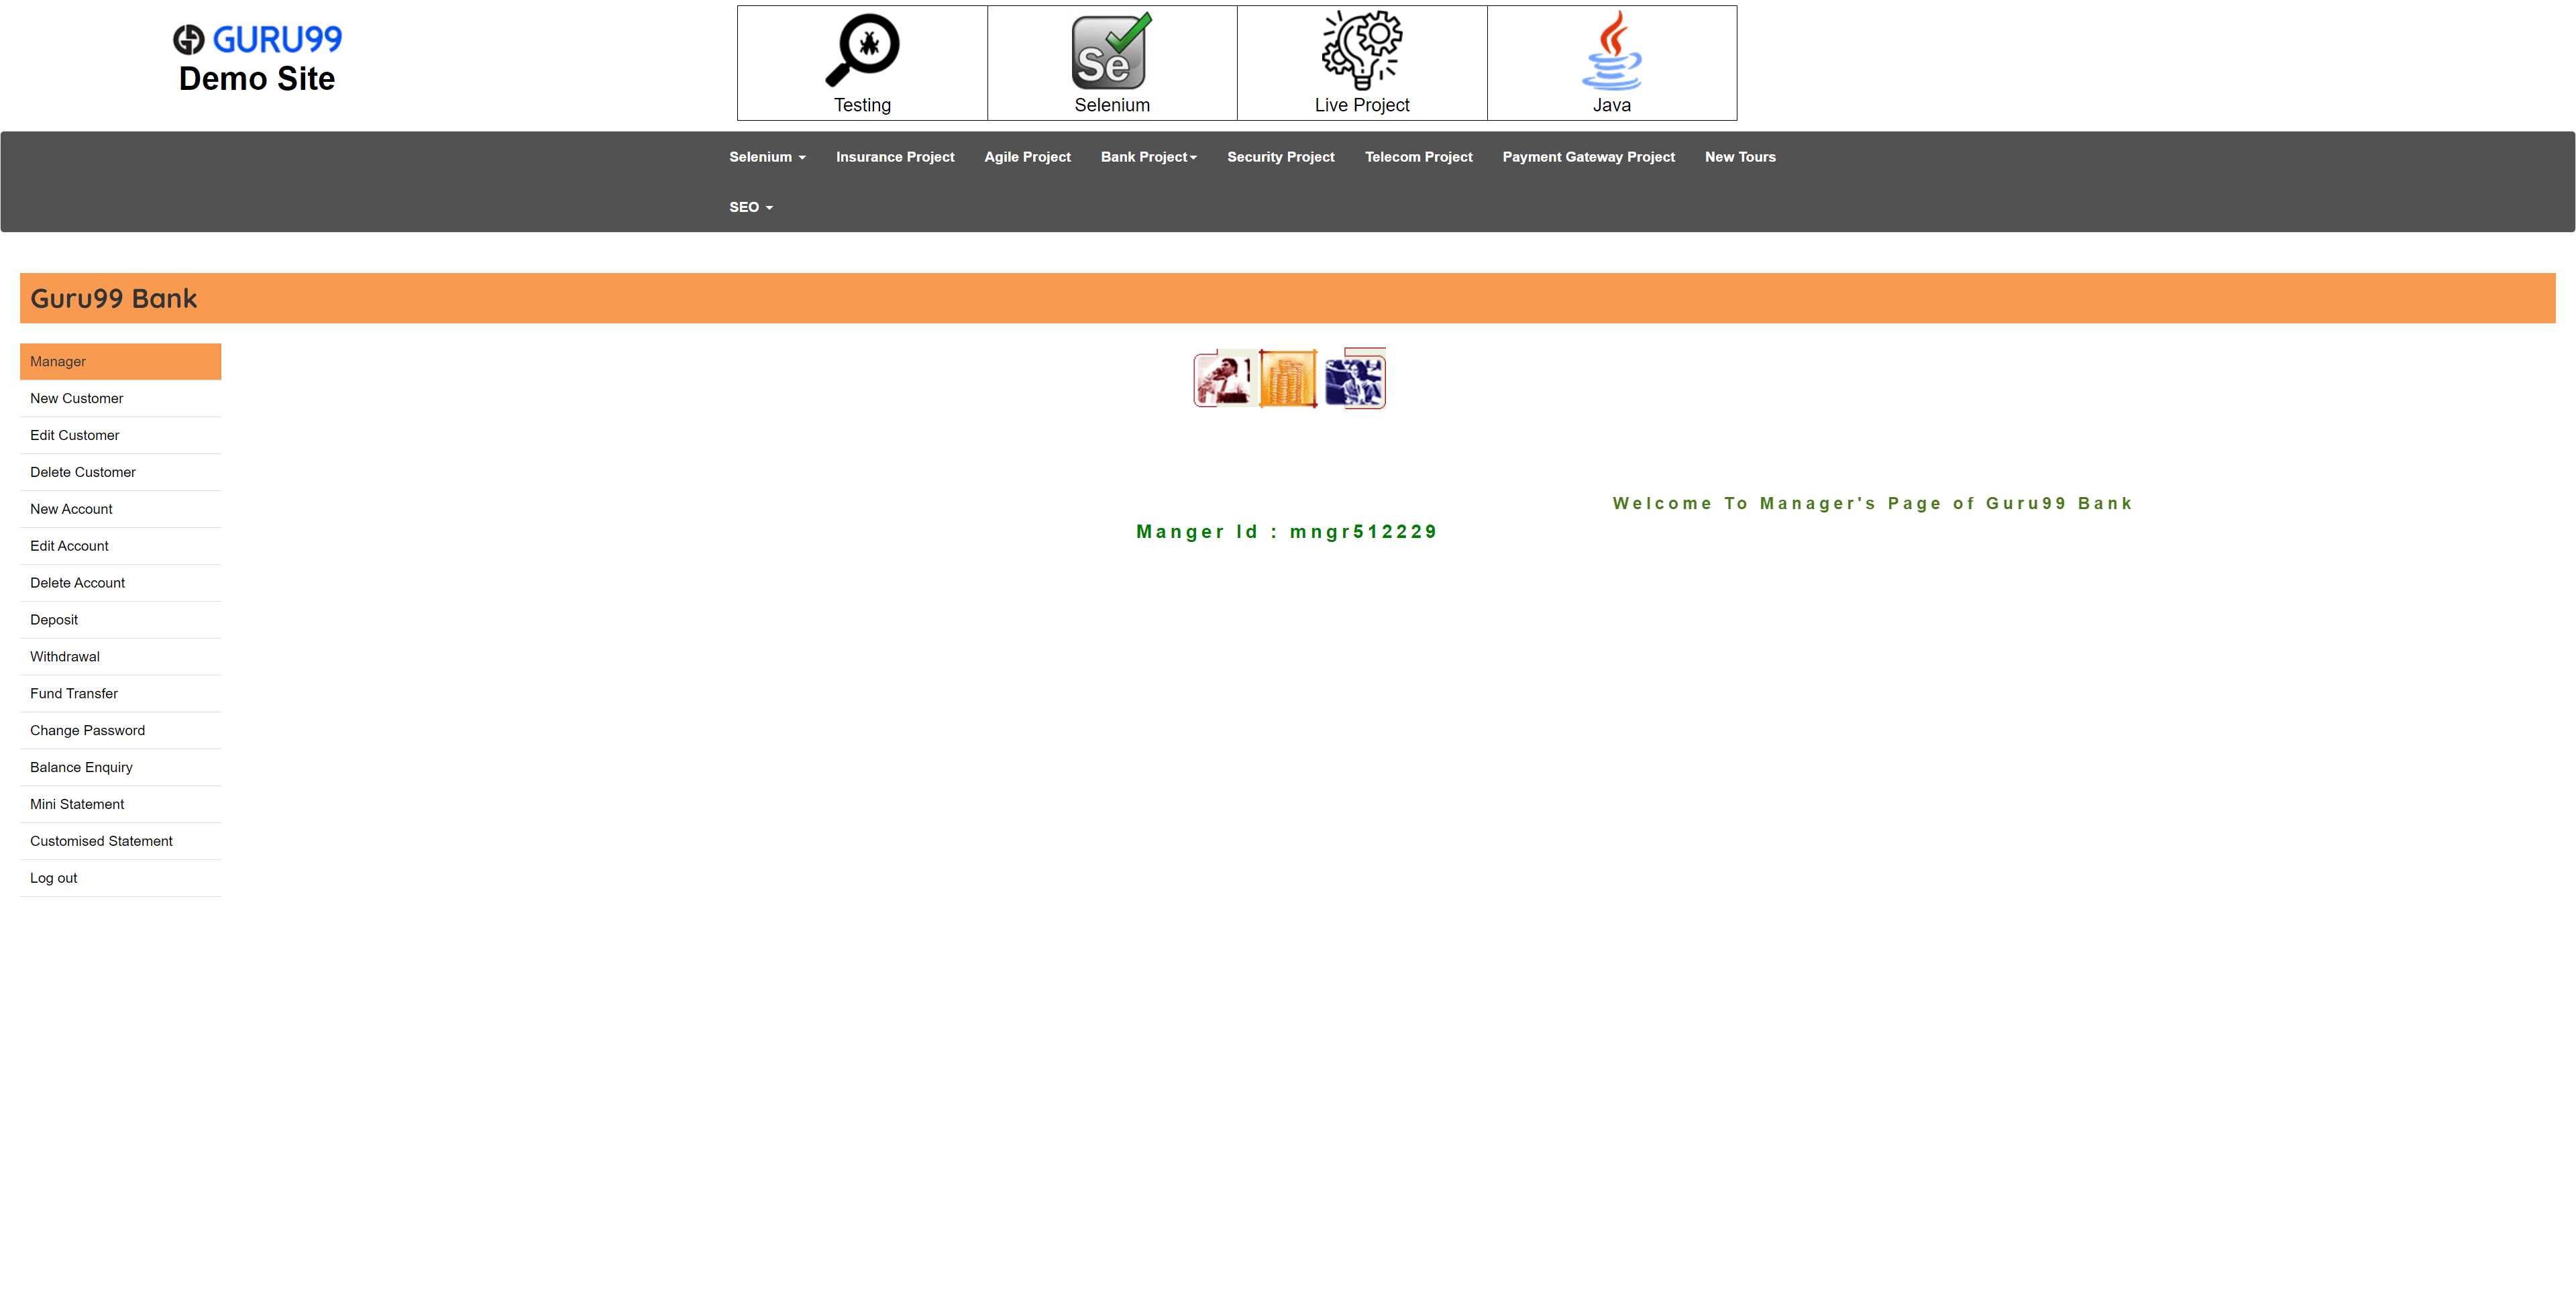 GURU99
Demo Site
Testing
Selenium
Live Project
Java
Selenium
Insurance Project
Agile Project
Bank Project
Security Project
Telecom Project
Payment Gateway Project
New Tours
SEO
Guru99 Bank
Manager
New Customer
Edit Customer
Delete Customer
New Account
Edit Account
Delete Account
Deposit
Withdrawal
Fund Transfer
Change Password
Balance Enquiry
Mini Statement
Customised Statement
Log out
Welcome To Manager's Page of Guru99 Bank
Manger Id : mngr512229